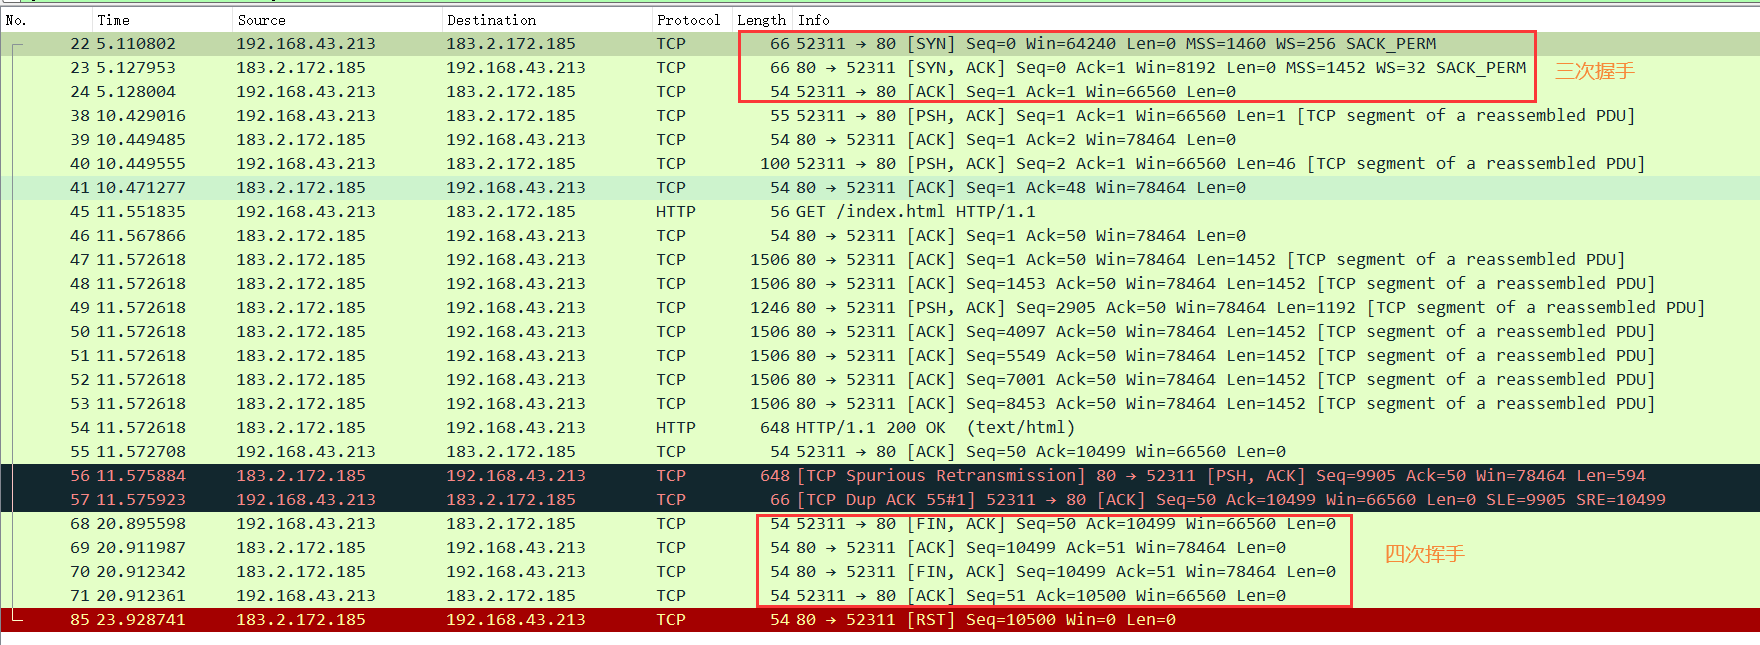 No. Time Source Destination Protocol Length Info
22 5.110802 192.168.43.213 183.2.172.185 TCP 66 52311 → 80 [SYN] Seq=0 Win=64240 Len=0 MSS=1460 WS=256 SACK_PERM
23 5.127953 183.2.172.185 192.168.43.213 TCP 66 80 → 52311 [SYN, ACK] Seq=0 Ack=1 Win=8192 Len=0 MSS=1452 WS=32 SACK_PERM 三次握手
24 5.128004 192.168.43.213 183.2.172.185 TCP 54 52311 → 80 [ACK] Seq=1 Ack=1 Win=66560 Len=0
38 10.429016 192.168.43.213 183.2.172.185 TCP 55 52311 → 80 [PSH, ACK] Seq=1 Ack=1 Win=66560 Len=1 [TCP segment of a reassembled PDU]
39 10.449485 183.2.172.185 192.168.43.213 TCP 54 80 → 52311 [ACK] Seq=1 Ack=2 Win=78464 Len=0
40 10.449555 192.168.43.213 183.2.172.185 TCP 100 52311 → 80 [PSH, ACK] Seq=2 Ack=1 Win=66560 Len=46 [TCP segment of a reassembled PDU]
41 10.471277 183.2.172.185 192.168.43.213 TCP 54 80 → 52311 [ACK] Seq=1 Ack=48 Win=78464 Len=0
45 11.551835 192.168.43.213 183.2.172.185 HTTP 56 GET /index.html HTTP/1.1
46 11.567866 183.2.172.185 192.168.43.213 TCP 54 80 → 52311 [ACK] Seq=1 Ack=50 Win=78464 Len=0
47 11.572618 183.2.172.185 192.168.43.213 TCP 1506 80 → 52311 [ACK] Seq=1 Ack=50 Win=78464 Len=1452 [TCP segment of a reassembled PDU]
48 11.572618 183.2.172.185 192.168.43.213 TCP 1506 80 → 52311 [ACK] Seq=1453 Ack=50 Win=78464 Len=1452 [TCP segment of a reassembled PDU]
49 11.572618 183.2.172.185 192.168.43.213 TCP 1246 80 → 52311 [PSH, ACK] Seq=2905 Ack=50 Win=78464 Len=1192 [TCP segment of a reassembled PDU]
50 11.572618 183.2.172.185 192.168.43.213 TCP 1506 80 → 52311 [ACK] Seq=4097 Ack=50 Win=78464 Len=1452 [TCP segment of a reassembled PDU]
51 11.572618 183.2.172.185 192.168.43.213 TCP 1506 80 → 52311 [ACK] Seq=5549 Ack=50 Win=78464 Len=1452 [TCP segment of a reassembled PDU]
52 11.572618 183.2.172.185 192.168.43.213 TCP 1506 80 → 52311 [ACK] Seq=7001 Ack=50 Win=78464 Len=1452 [TCP segment of a reassembled PDU]
53 11.572618 183.2.172.185 192.168.43.213 TCP 1506 80 → 52311 [ACK] Seq=8453 Ack=50 Win=78464 Len=1452 [TCP segment of a reassembled PDU]
54 11.572618 183.2.172.185 192.168.43.213 HTTP 648 HTTP/1.1 200 OK (text/html)
55 11.572708 192.168.43.213 183.2.172.185 TCP 54 52311 → 80 [ACK] Seq=50 Ack=10499 Win=66560 Len=0
56 11.575884 183.2.172.185 192.168.43.213 TCP 648 [TCP Spurious Retransmission] 80 → 52311 [PSH, ACK] Seq=9905 Ack=50 Win=78464 Len=594
57 11.575923 192.168.43.213 183.2.172.185 TCP 66 [TCP Dup ACK 55#1] 52311 → 80 [ACK] Seq=50 Ack=10499 Win=66560 Len=0 SLE=9905 SRE=10499
68 20.895598 192.168.43.213 183.2.172.185 TCP 54 52311 → 80 [FIN, ACK] Seq=50 Ack=10499 Win=66560 Len=0
69 20.911987 183.2.172.185 192.168.43.213 TCP 54 80 → 52311 [ACK] Seq=10499 Ack=51 Win=78464 Len=0 四次挥手
70 20.912342 183.2.172.185 192.168.43.213 TCP 54 80 → 52311 [FIN, ACK] Seq=10499 Ack=51 Win=78464 Len=0
71 20.912361 192.168.43.213 183.2.172.185 TCP 54 52311 → 80 [ACK] Seq=51 Ack=10500 Win=66560 Len=0
85 23.928741 183.2.172.185 192.168.43.213 TCP 54 80 → 52311 [RST] Seq=10500 Win=0 Len=0